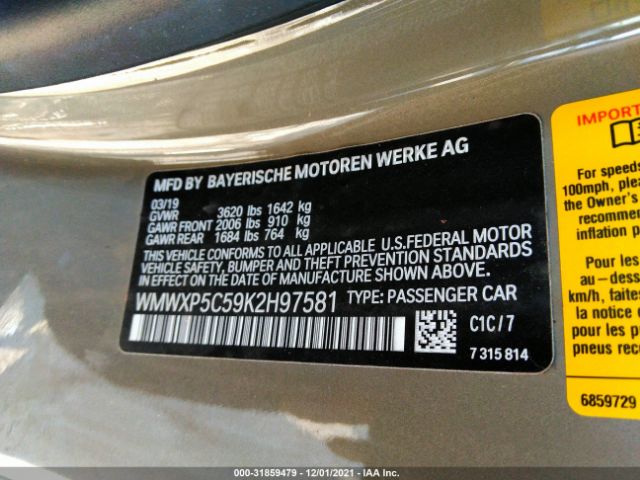 MFD BY BAYERISCHE MOTOREN WERKE AG
03/19
GVWR 3620 lbs 1642 kg
GAWR FRONT 2006 lbs 910 kg
GAWR REAR 1684 lbs 764 kg
THIS VEHICLE CONFORMS TO ALL APPLICABLE U.S.FEDERAL MOTOR
VEHICLE SAFETY, BUMPER AND THEFT PREVENTION STANDARDS
IN EFFECT ON THE DATE OF MANUFACTURE SHOWN ABOVE.
WMWXP5C59K2H97581 TYPE: PASSENGER CAR
C1C/7
7 315 814
IMPORT
For speeds
100mph, plea
the Owner's
recommen
inflation p
Pour les
au-des
km/h, faites
la notice
pour les
pneus reco
6859729
000-31859479 • 12/01/2021 • IAA Inc.